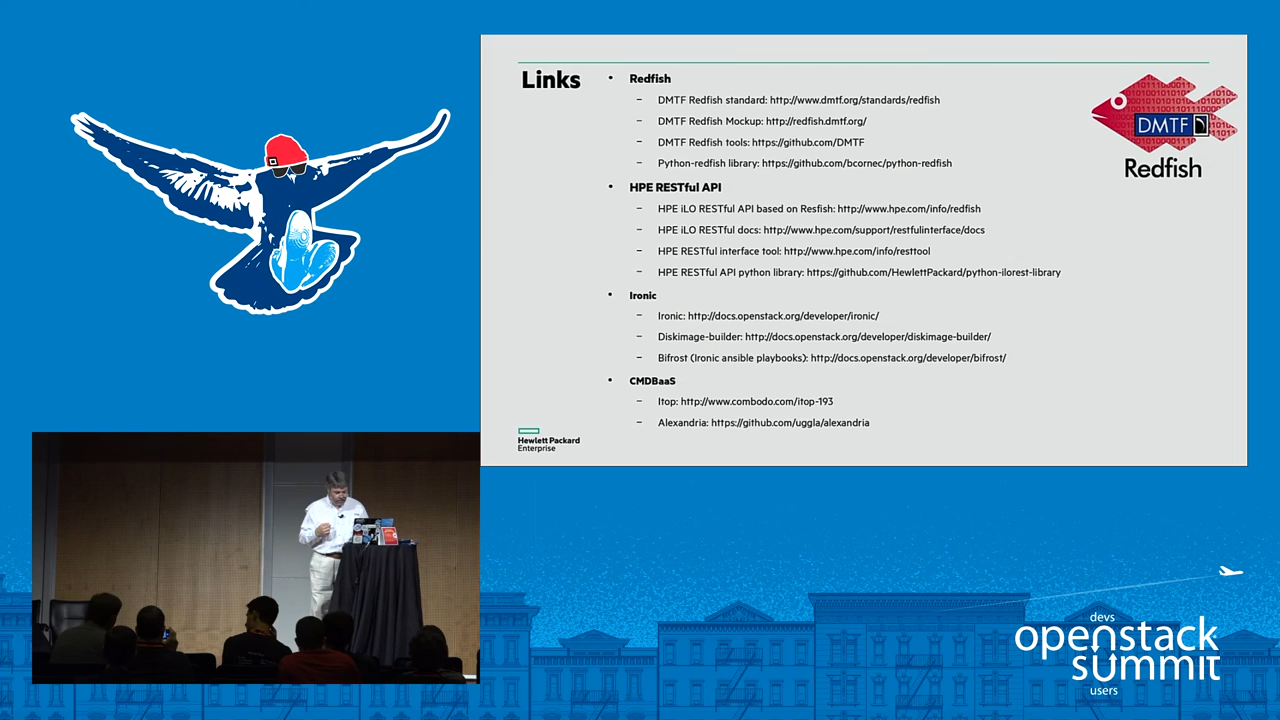 Links
• Redfish
– DMTF Redfish standard: http://www.dmtf.org/standards/redfish
– DMTF Redfish Mockup: http://redfish.dmtf.org/
– DMTF Redfish tools: https://github.com/DMTF
– Python-redfish library: https://github.com/bcornec/python-redfish
• HPE RESTful API
– HPE iLO RESTful API based on Resfish: http://www.hpe.com/info/redfish
– HPE iLO RESTful docs: http://www.hpe.com/support/restfulinterface/docs
– HPE RESTful interface tool: http://www.hpe.com/info/resttool
– HPE RESTful API python library: https://github.com/HewlettPackard/python-ilorest-library
• Ironic
– Ironic: http://docs.openstack.org/developer/ironic/
– Diskimage-builder: http://docs.openstack.org/developer/diskimage-builder/
– Bifrost (Ironic ansible playbooks): http://docs.openstack.org/developer/bifrost/
• CMDBaaS
– Itop: http://www.combodo.com/itop-193
– Alexandria: https://github.com/uggla/alexandria
DMTF
Redfish
Hewlett Packard
Enterprise
devs
openstack
summit
users